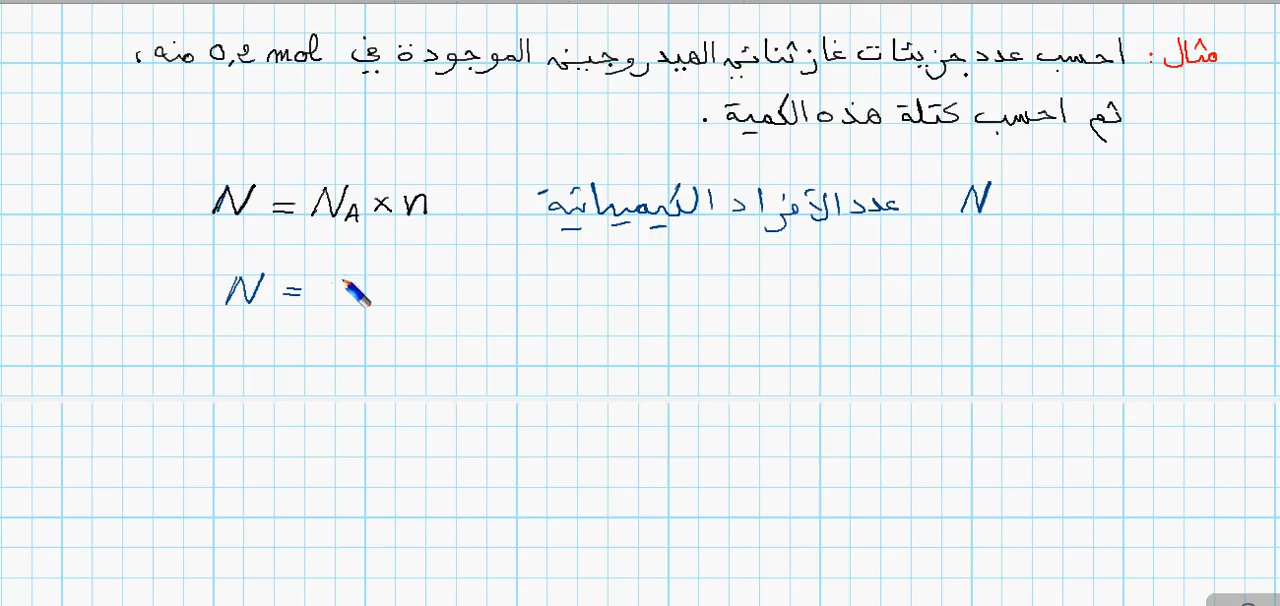 مثال : احسب عدد جزيئات غاز ثنائي الهيدروجين الموجودة في 0,2 mol منه ،
ثم احسب كتلة هذه الكمية .
N عدد الأفراد الكيميائية
N = NA × n
N =